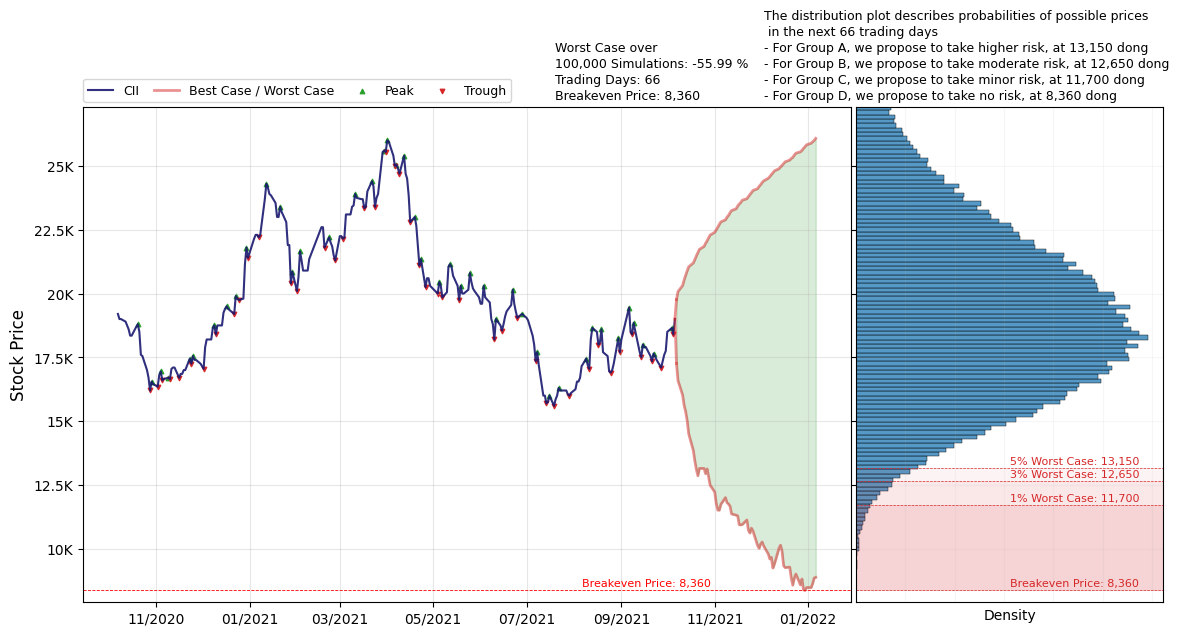 The distribution plot describes probabilities of possible prices
in the next 66 trading days
- For Group A, we propose to take higher risk, at 13,150 dong
- For Group B, we propose to take moderate risk, at 12,650 dong
- For Group C, we propose to take minor risk, at 11,700 dong
- For Group D, we propose to take no risk, at 8,360 dong
Worst Case over
100,000 Simulations: -55.99 %
Trading Days: 66
Breakeven Price: 8,360
CII
Best Case / Worst Case
Peak
Trough
Stock Price
25K
22.5K
20K
17.5K
15K
12.5K
10K
Breakeven Price: 8,360
11/2020
01/2021
03/2021
05/2021
07/2021
09/2021
11/2021
01/2022
5% Worst Case: 13,150
3% Worst Case: 12,650
1% Worst Case: 11,700
Breakeven Price: 8,360
Density